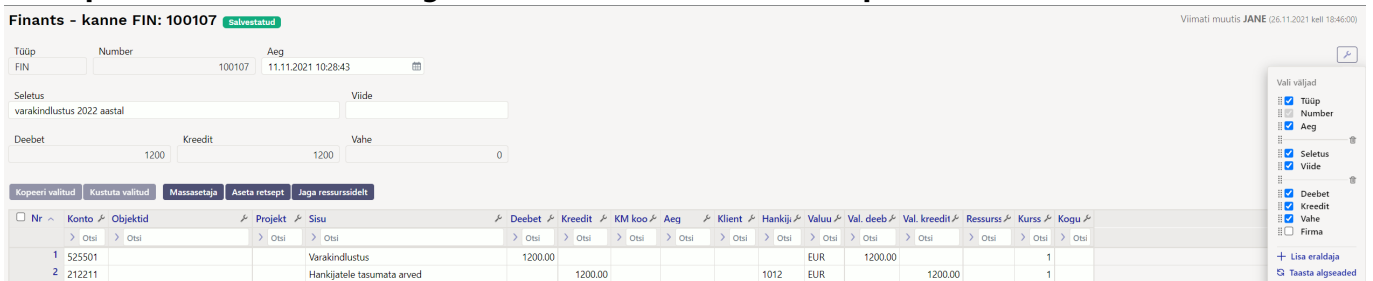 Finants - kanne FIN: 100107 Salvestatud
Viimati muutis JANE (26.11.2021 kell 18:46:00)
Tüüp Number Aeg
FIN 100107 11.11.2021 10:28:43
Seletus Viide
varakindlustus 2022 aastal
Deebet Kreedit Vahe
1200 1200 0
Kopeeri valitud Kustuta valitud Massasetaja Aseta retsept Jaga ressurssidelt
Nr Konto Objektid Projekt Sisu Deebet Kreedit KM koo Aeg Klient Hankija Valuu Val. deeb Val. kreedit Ressurss Kurss Kogu
> Otsi > Otsi > Otsi > Otsi > Otsi > Otsi > Otsi > Otsi > Otsi > Otsi > Otsi > Otsi > Otsi > Otsi > Otsi > Otsi
1 525501 Varakindlustus 1200.00 EUR 1200.00 1
2 212211 Hankijatele tasumata arved 1200.00 1012 EUR 1200.00 1
Vali väljad
Tüüp
Number
Aeg
Seletus
Viide
Deebet
Kreedit
Vahe
Firma
+ Lisa eraldaja
Taasta algseaded